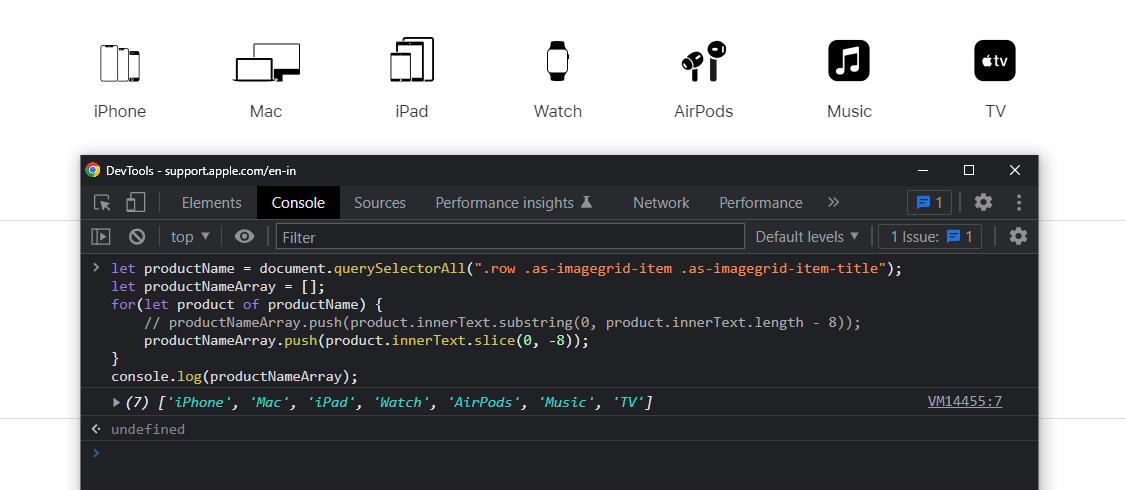 tv
iPhone Mac iPad Watch AirPods Music TV
DevTools - support.apple.com/en-in
Elements Console Sources Performance insights Network Performance » 1
top ▼ Filter Default levels ▼ 1 Issue: 1
> let productName = document.querySelectorAll(".row .as-imagegrid-item .as-imagegrid-item-title");
let productNameArray = [];
for(let product of productName) {
    // productNameArray.push(product.innerText.substring(0, product.innerText.length - 8));
    productNameArray.push(product.innerText.slice(0, -8));
}
console.log(productNameArray);
▶ (7) ['iPhone', 'Mac', 'iPad', 'Watch', 'AirPods', 'Music', 'TV'] VM14455:7
undefined
>